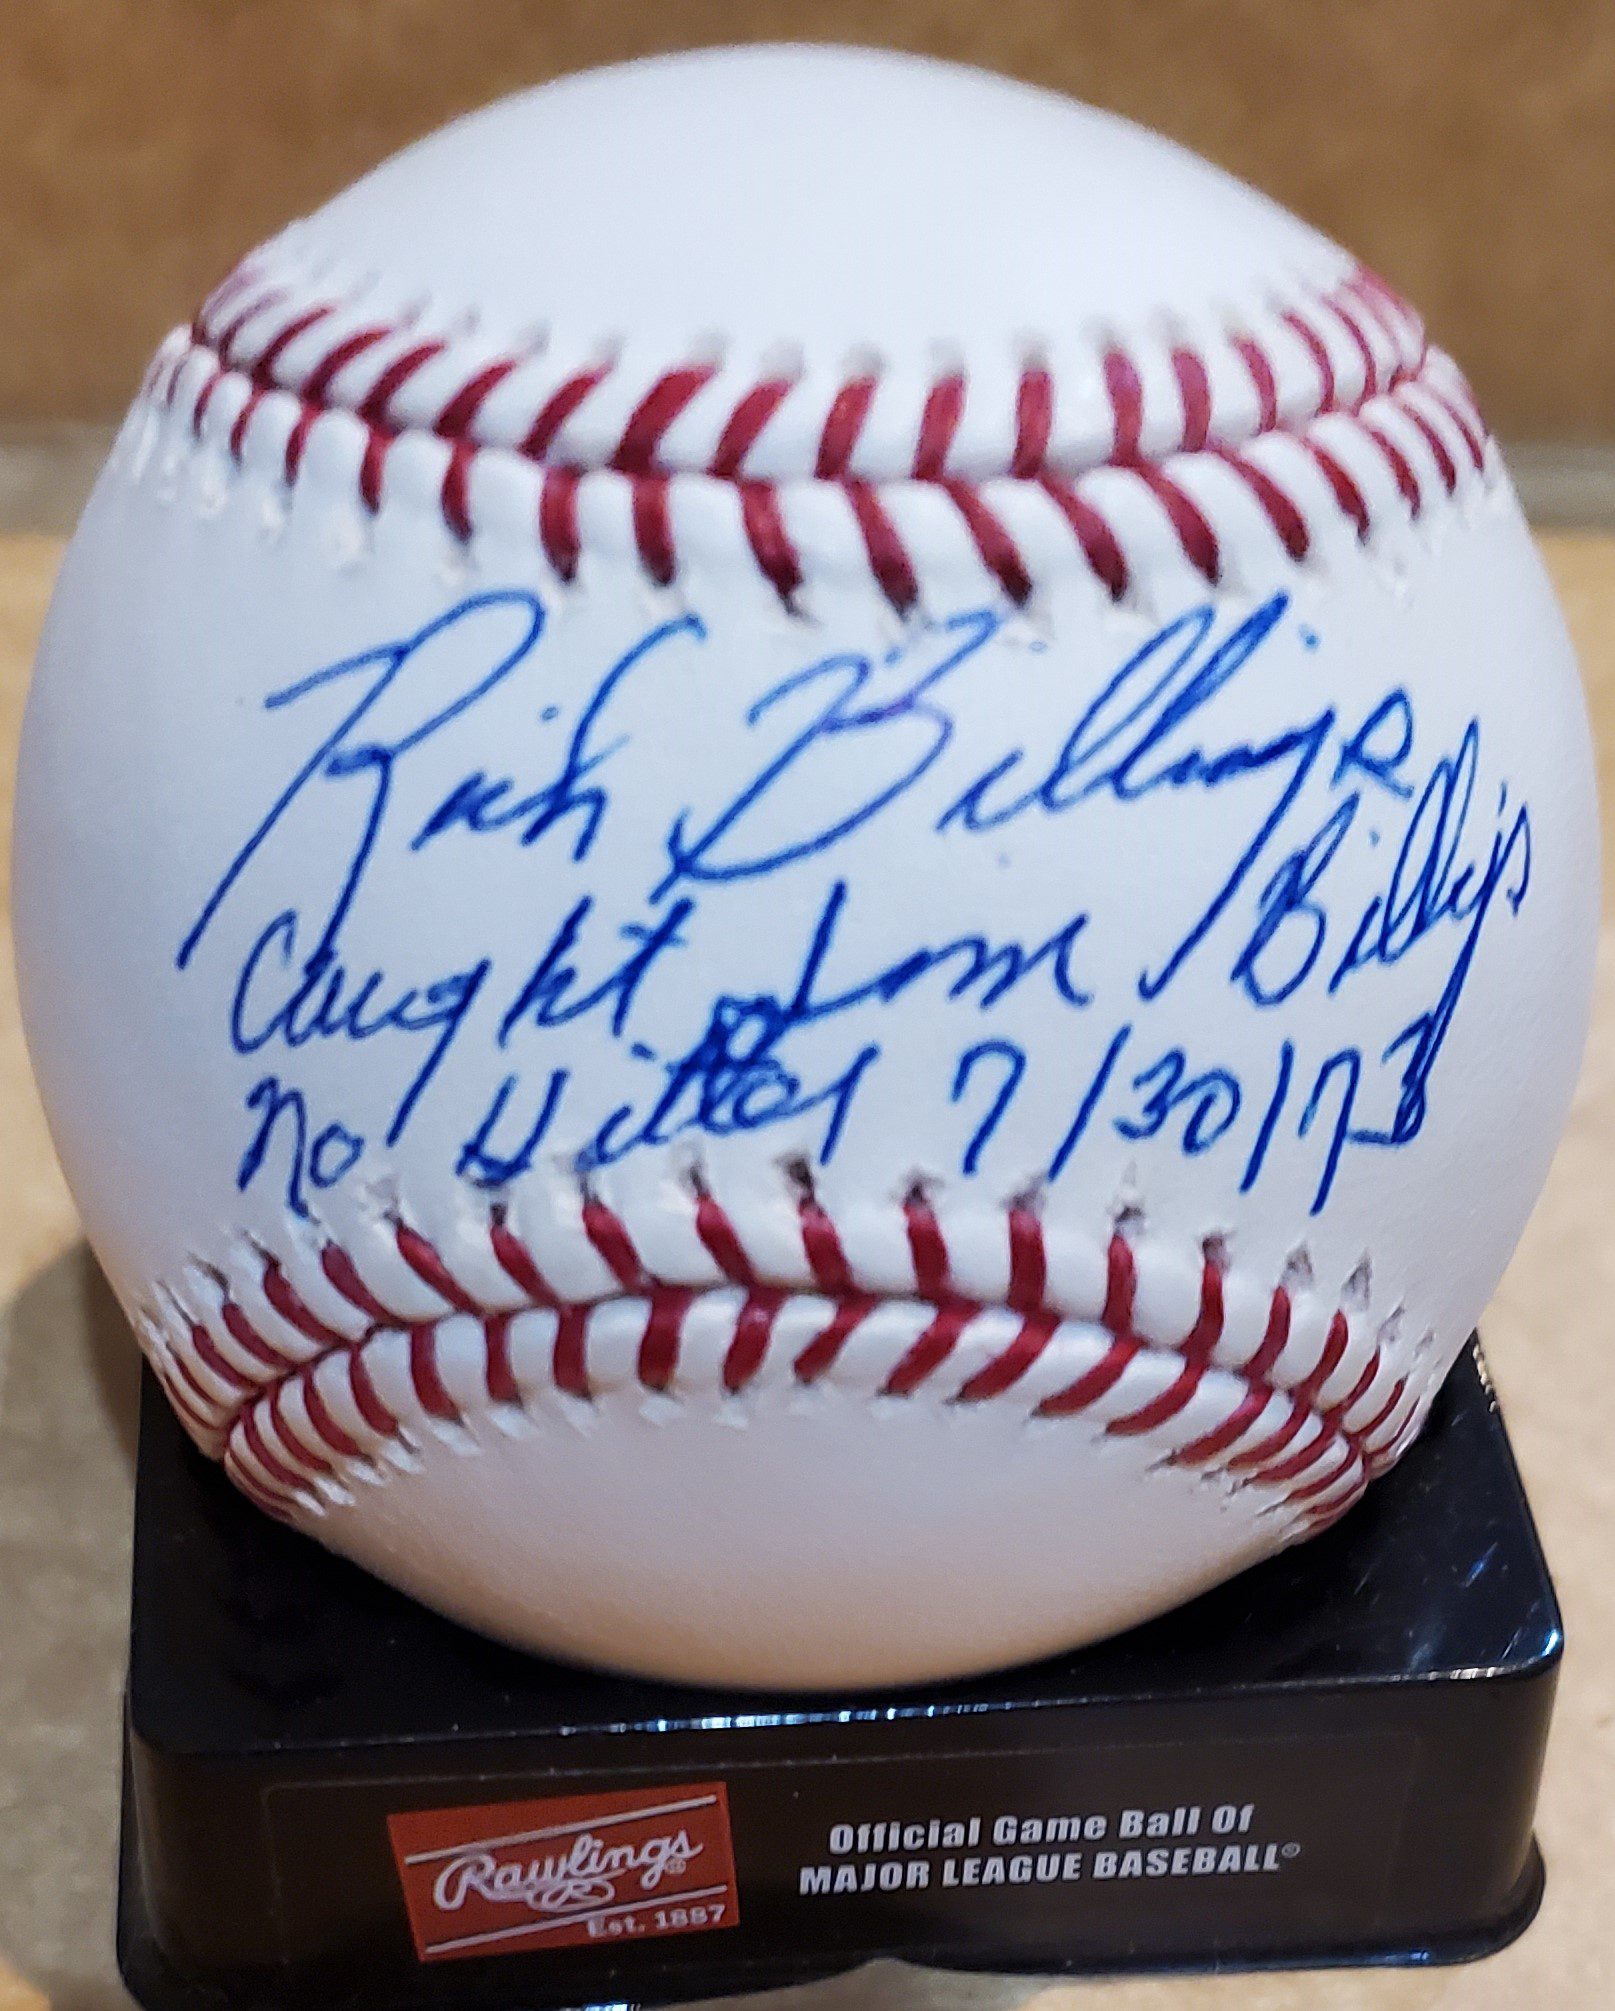 Rich Billings
Caught Jim Bibby's
No Hitter 7/30/73
Rawlings®
Est. 1887
Official Game Ball Of
MAJOR LEAGUE BASEBALL®